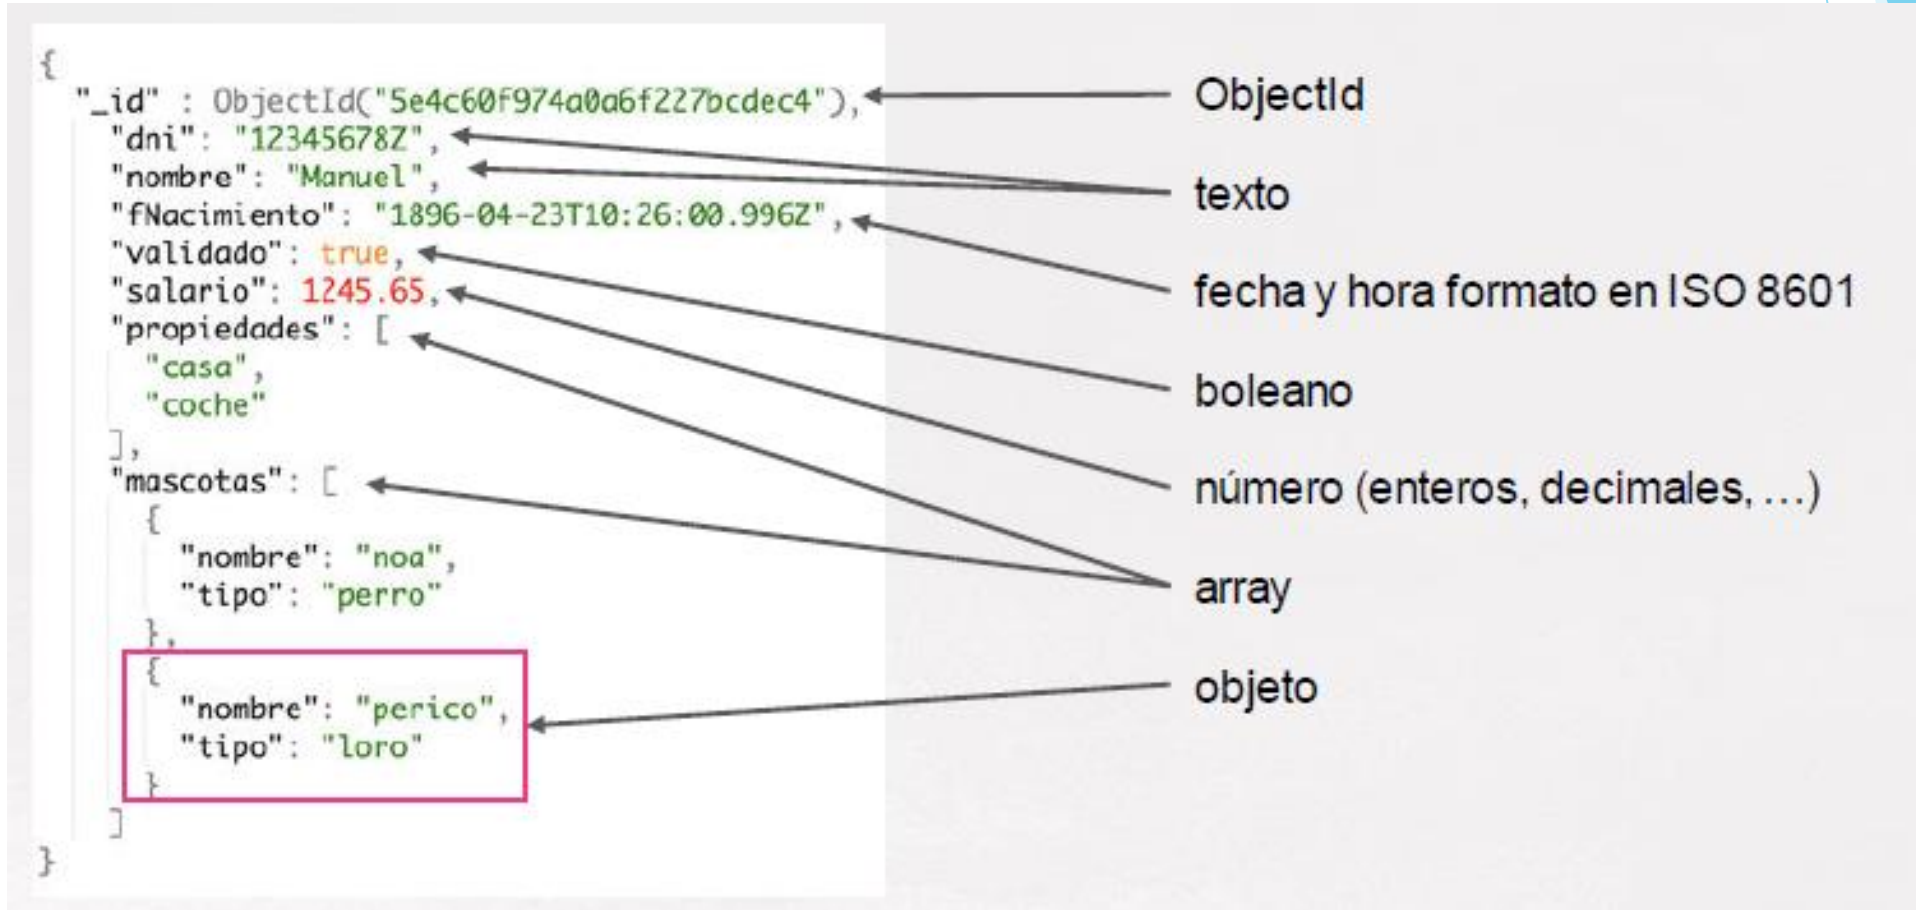 {
"_id" : ObjectId("5e4c60f974a0a6f227bcdec4"),
"dni": "12345678Z",
"nombre": "Manuel",
"fNacimiento": "1896-04-23T10:26:00.996Z",
"validado": true,
"salario": 1245.65,
"propiedades": [
"casa",
"coche"
],
"mascotas": [
{
"nombre": "noa",
"tipo": "perro"
},
{
"nombre": "perico",
"tipo": "loro"
}
]
}
ObjectId
texto
fecha y hora formato en ISO 8601
boleano
número (enteros, decimales, …)
array
objeto